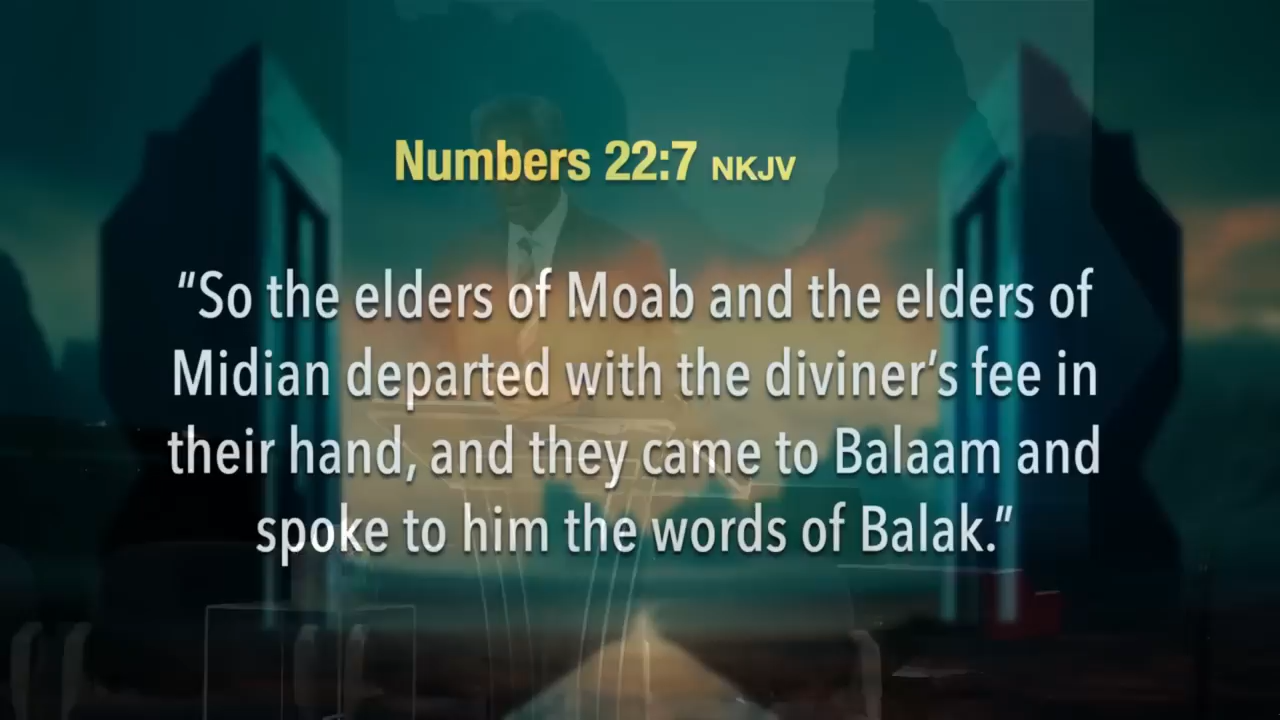 Numbers 22:7 NKJV
“So the elders of Moab and the elders of
Midian departed with the diviner’s fee in
their hand, and they came to Balaam and
spoke to him the words of Balak.”